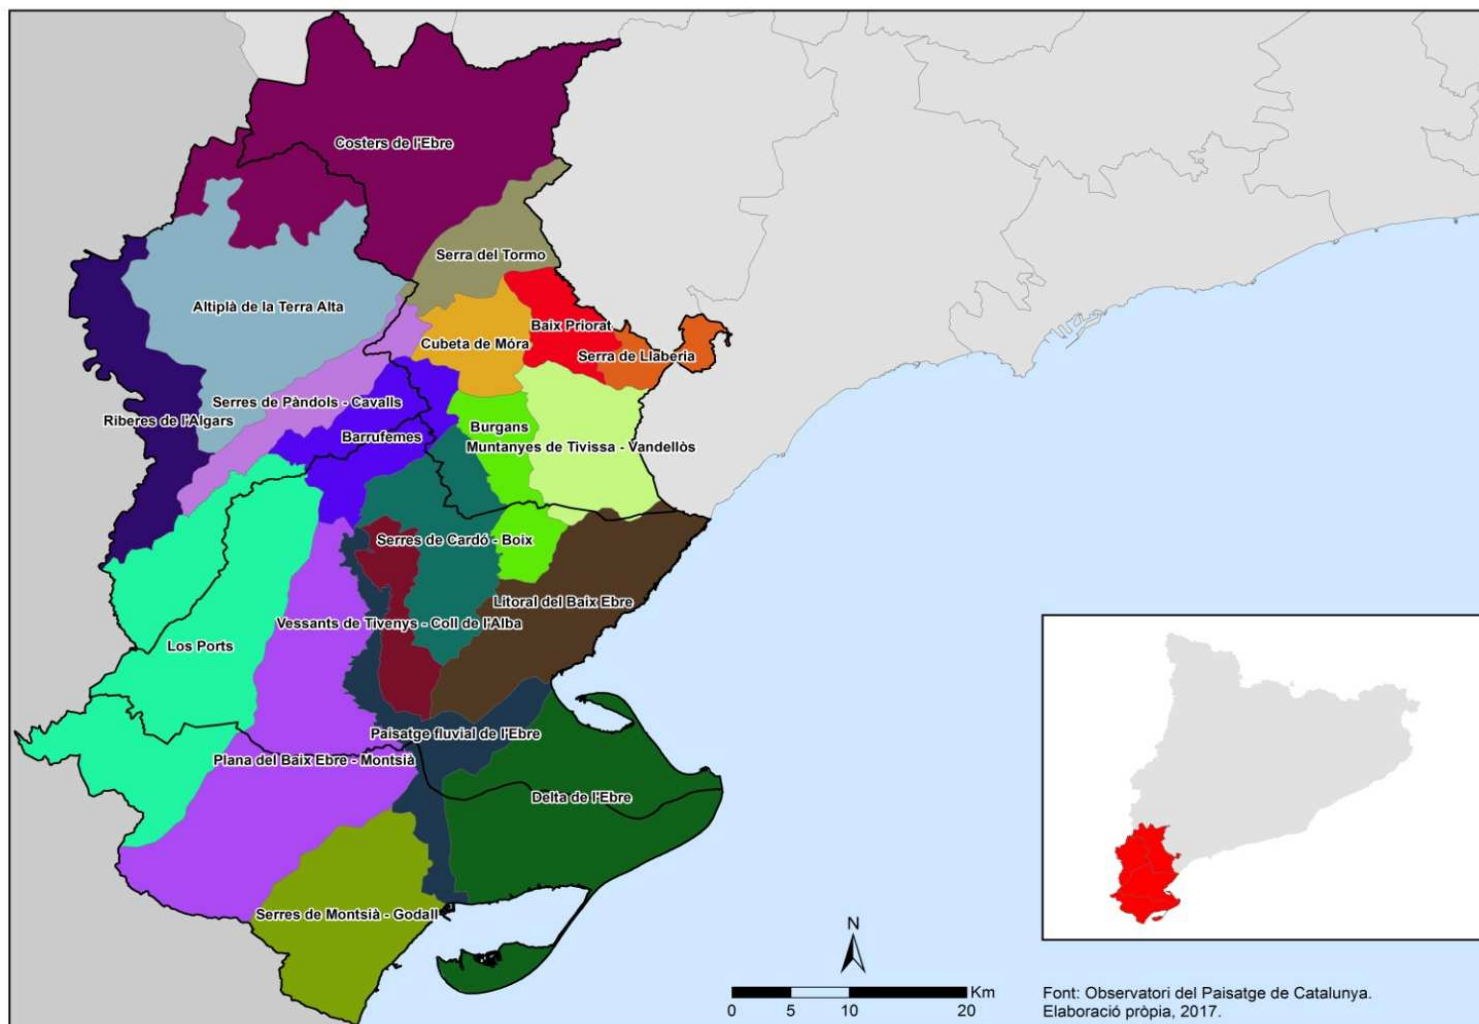 Costers de l'Ebre
Serra del Tormo
Altiplà de la Terra Alta
Baix Priorat
Cubeta de Móra
Serra de Llaberia
Serres de Pàndols - Cavalls
Riberes de l'Algars
Burgans
Barrufemes
Muntanyes de Tivissa - Vandellòs
Serres de Cardó - Boix
Litoral del Baix Ebre
Vessants de Tivenys - Coll de l'Alba
Los Ports
Paisatge fluvial de l'Ebre
Plana del Baix Ebre - Montsià
Delta de l'Ebre
Serres de Montsià - Godall
N
Km
0 5 10 20
Font: Observatori del Paisatge de Catalunya.
Elaboració pròpia, 2017.